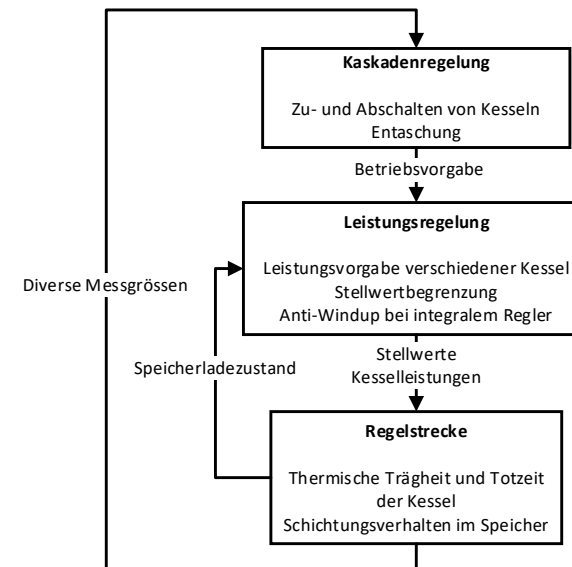 Kaskadenregelung
Zu- und Abschalten von Kesseln
Entaschung
Betriebsvorgabe
Leistungsregelung
Leistungsvorgabe verschiedener Kessel
Stellwertbegrenzung
Anti-Windup bei integralem Regler
Diverse Messgrössen
Speicherladezustand
Stellwerte
Kesselleistungen
Regelstrecke
Thermische Trägheit und Totzeit
der Kessel
Schichtungsverhalten im Speicher